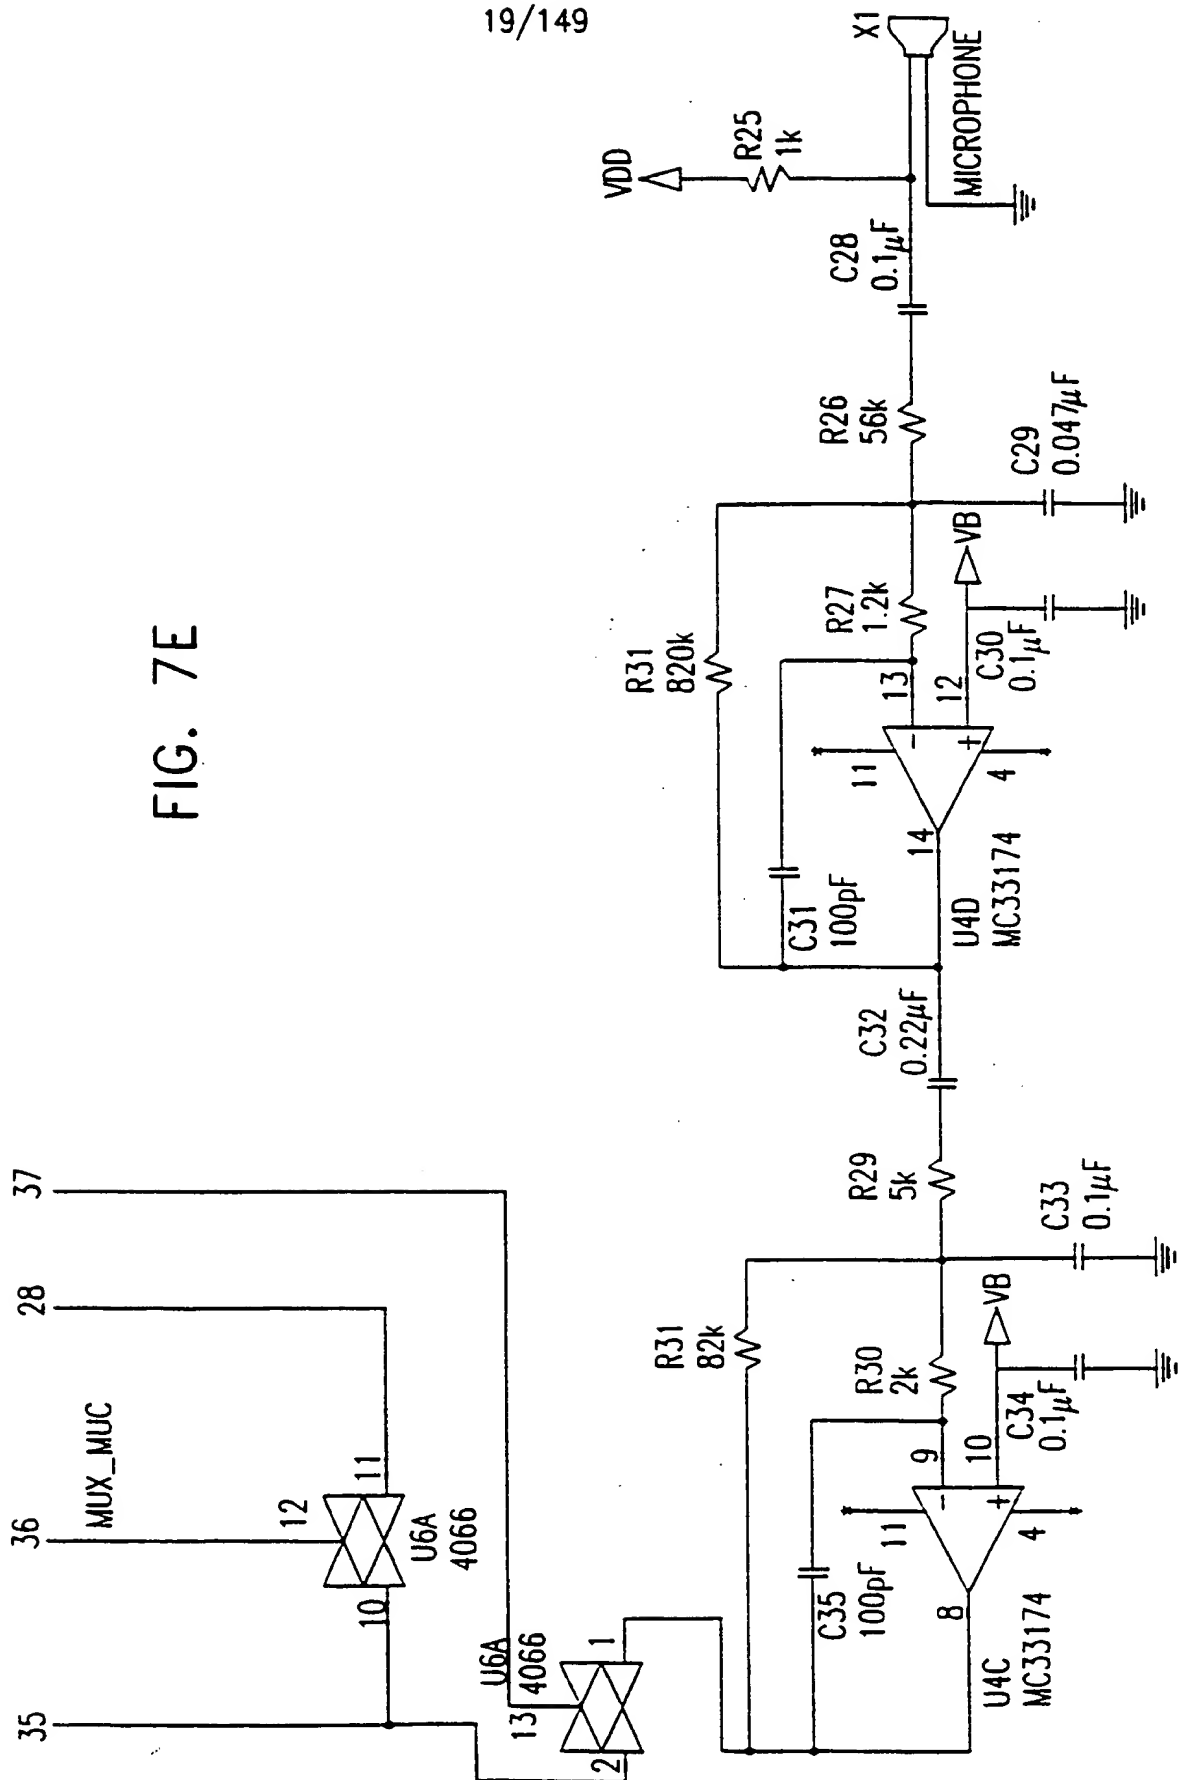 19/149
FIG. 7E
X1
MICROPHONE
VDD
R25
1k
C28
0.1µF
R26
56k
C29
0.047µF
VB
R31
820k
R27
1.2k
C30
0.1µF
13
12
11
4
14
C31
100pF
U4D
MC33174
C32
0.22µF
R29
5k
C33
0.1µF
VB
R31
82k
R30
2k
C34
0.1µF
9
10
11
4
8
C35
100pF
U4C
MC33174
37
28
36
35
MUX_MUC
12
11
10
U6A
4066
U6A
4066
13
1
2